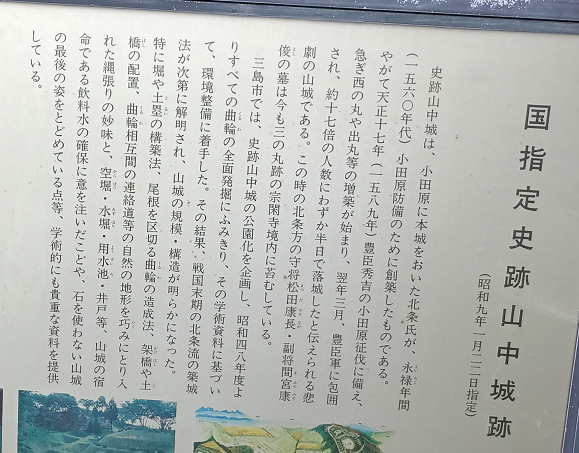 国指定史跡山中城跡
（昭和九年一月二二日指定）
史跡山中城は、小田原に本城をおいた北条氏が、永禄年間
（一五六〇年代）小田原防備のために創築したものである。
やがて天正十七年（一五八九年）豊臣秀吉の小田原征伐に備え、
急ぎ西の丸や出丸等の増築が始まり、翌年三月、豊臣軍に包囲
され、約十七倍の人数にわずか半日で落城したと伝えられる悲
劇の山城である。この時の北条方の守将松田康長・副将間宮康
俊の墓は今も三の丸跡の宗閑寺境内に苔むしている。
三島市では、史跡山中城の公園化を企画し、昭和四八年度よ
りすべての曲輪の全面発掘にふみきり、その学術資料に基づい
て、環境整備に着手した。その結果、戦国末期の北条流の築城
法が次第に解明され、山城の規模・構造が明らかになった。
特に堀や土塁の構築法、尾根を区切る曲輪の造成法、架橋や土
橋の配置、曲輪相互間の連絡道等の自然の地形を巧みにとり入
れた縄張りの妙味と、空堀・水堀・用水池・井戸等、山城の宿
命である飲料水の確保に意を注いだことや、石を使わない山城
の最後の姿をとどめている点等、学術的にも貴重な資料を提供
している。